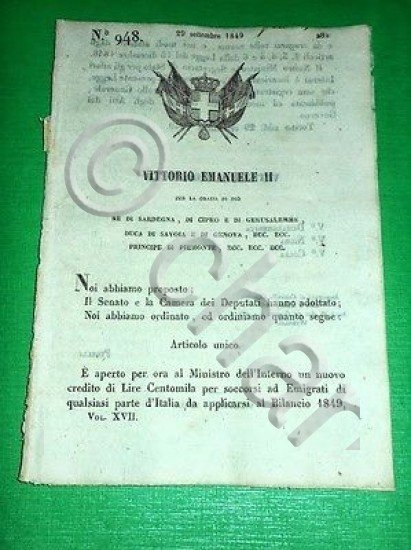 N.° 948.
29 settembre 1849
VITTORIO EMANUELE II
PER LA GRAZIA DI DIO
RE DI SARDEGNA, DI CIPRO E DI GERUSALEMME,
DUCA DI SAVOIA E DI GENOVA, ECC. ECC.
PRINCIPE DI PIEMONTE, ECC. ECC. ECC.
Noi abbiamo proposto;
Il Senato e la Camera dei Deputati hanno adottato;
Noi abbiamo ordinato, ed ordiniamo quanto segue:
Articolo unico.
È aperto per ora al Ministro dell'Interno un nuovo
credito di Lire Centomila per soccorsi ad Emigrati di
qualsiasi parte d'Italia da applicarsi al Bilancio 1849.
VOL. XVII.
© Char